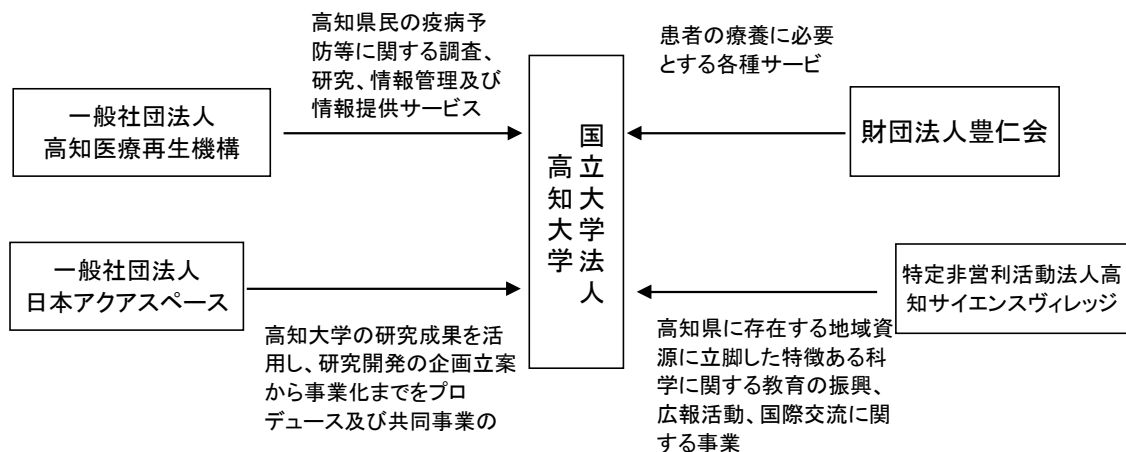 高知県民の疫病予
防等に関する調査、
研究、情報管理及び
情報提供サービス
患者の療養に必要
とする各種サービ
一般社団法人
高知医療再生機構
国立大学法人
高知大学
財団法人豊仁会
一般社団法人
日本アクアスペース
特定非営利活動法人高
知サイエンスヴィレッジ
高知大学の研究成果を活
用し、研究開発の企画立案
から事業化までをプロ
デュース及び共同事業の
高知県に存在する地域資
源に立脚した特徴ある科
学に関する教育の振興、
広報活動、国際交流に関
する事業